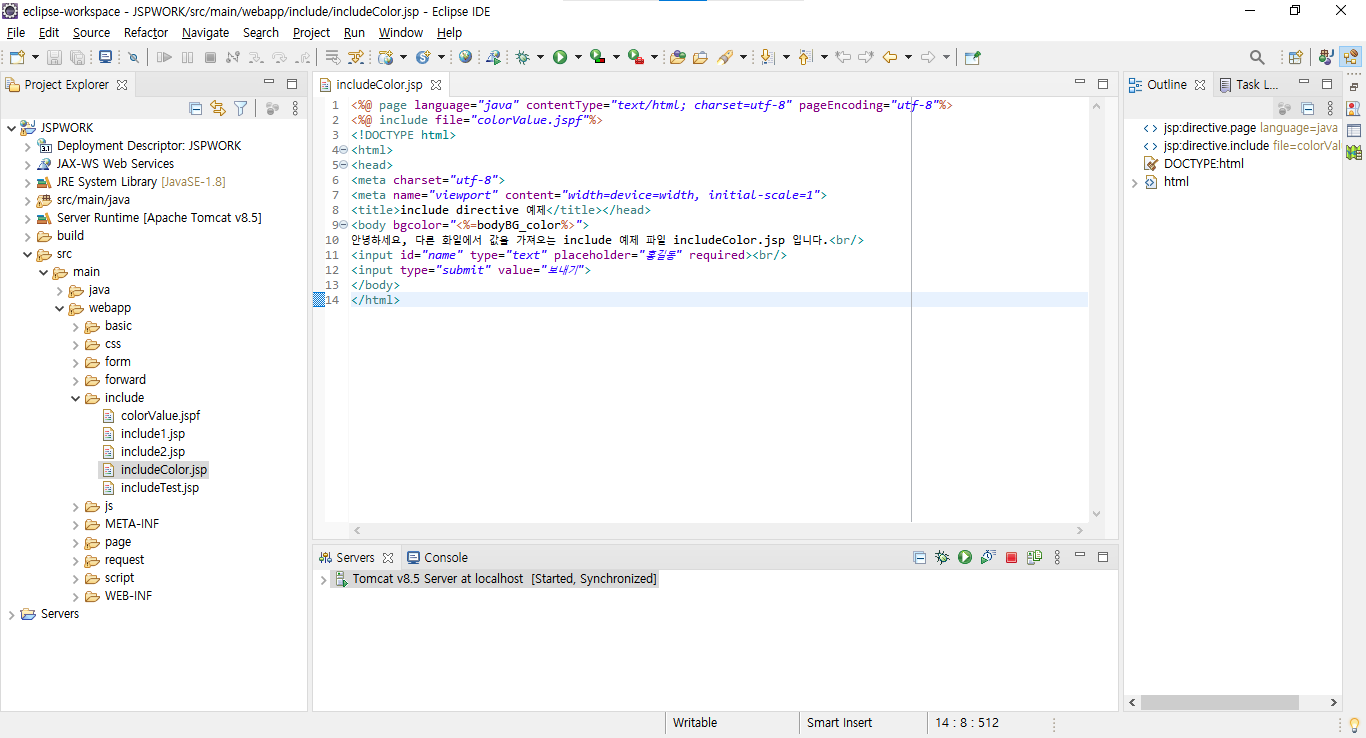 eclipse-workspace - JSPWORK/src/main/webapp/include/includeColor.jsp - Eclipse IDE
File Edit Source Refactor Navigate Search Project Run Window Help
Project Explorer
JSPWORK
Deployment Descriptor: JSPWORK
JAX-WS Web Services
JRE System Library [JavaSE-1.8]
src/main/java
Server Runtime [Apache Tomcat v8.5]
build
src
main
java
webapp
basic
css
form
forward
include
colorValue.jspf
include1.jsp
include2.jsp
includeColor.jsp
includeTest.jsp
js
META-INF
page
request
script
WEB-INF
Servers
includeColor.jsp
1 <%@ page language="java" contentType="text/html; charset=utf-8" pageEncoding="utf-8"%>
2 <%@ include file="colorValue.jspf"%>
3 <!DOCTYPE html>
4 <html>
5 <head>
6 <meta charset="utf-8">
7 <meta name="viewport" content="width=device=width, initial-scale=1">
8 <title>include directive 예제</title></head>
9 <body bgcolor="<%=bodyBG_color%>">
10 안녕하세요, 다른 화일에서 값을 가져오는 include 예제 파일 includeColor.jsp 입니다.<br/>
11 <input id="name" type="text" placeholder="홍길동" required><br/>
12 <input type="submit" value="보내기">
13 </body>
14 </html>
Servers Console
Tomcat v8.5 Server at localhost [Started, Synchronized]
Outline Task L...
jsp:directive.page language=java
jsp:directive.include file=colorVal
DOCTYPE:html
html
Writable Smart Insert 14 : 8 : 512